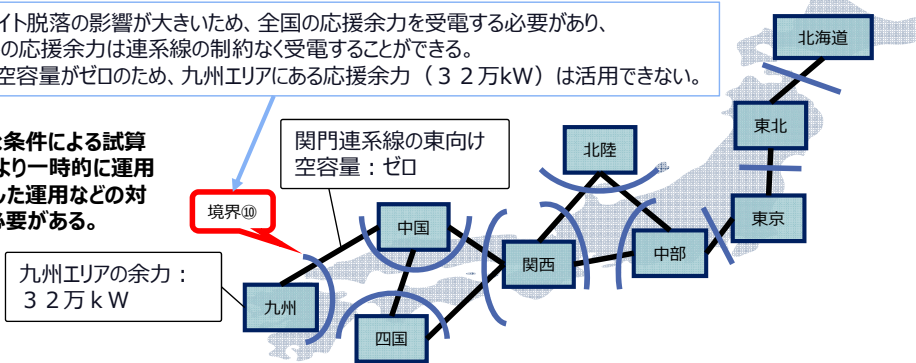 イト脱落の影響が大きいため、全国の応援余力を受電する必要があり、
の応援余力は連系線の制約なく受電することができる。
空容量がゼロのため、九州エリアにある応援余力（３２万kW）は活用できない。
北海道
条件による試算
より一時的に運用
した運用などの対
必要がある。
関門連系線の東向け
空容量：ゼロ
東北
北陸
境界⑩
中国
東京
関西
中部
九州エリアの余力：
３２万ｋＷ
九州
四国